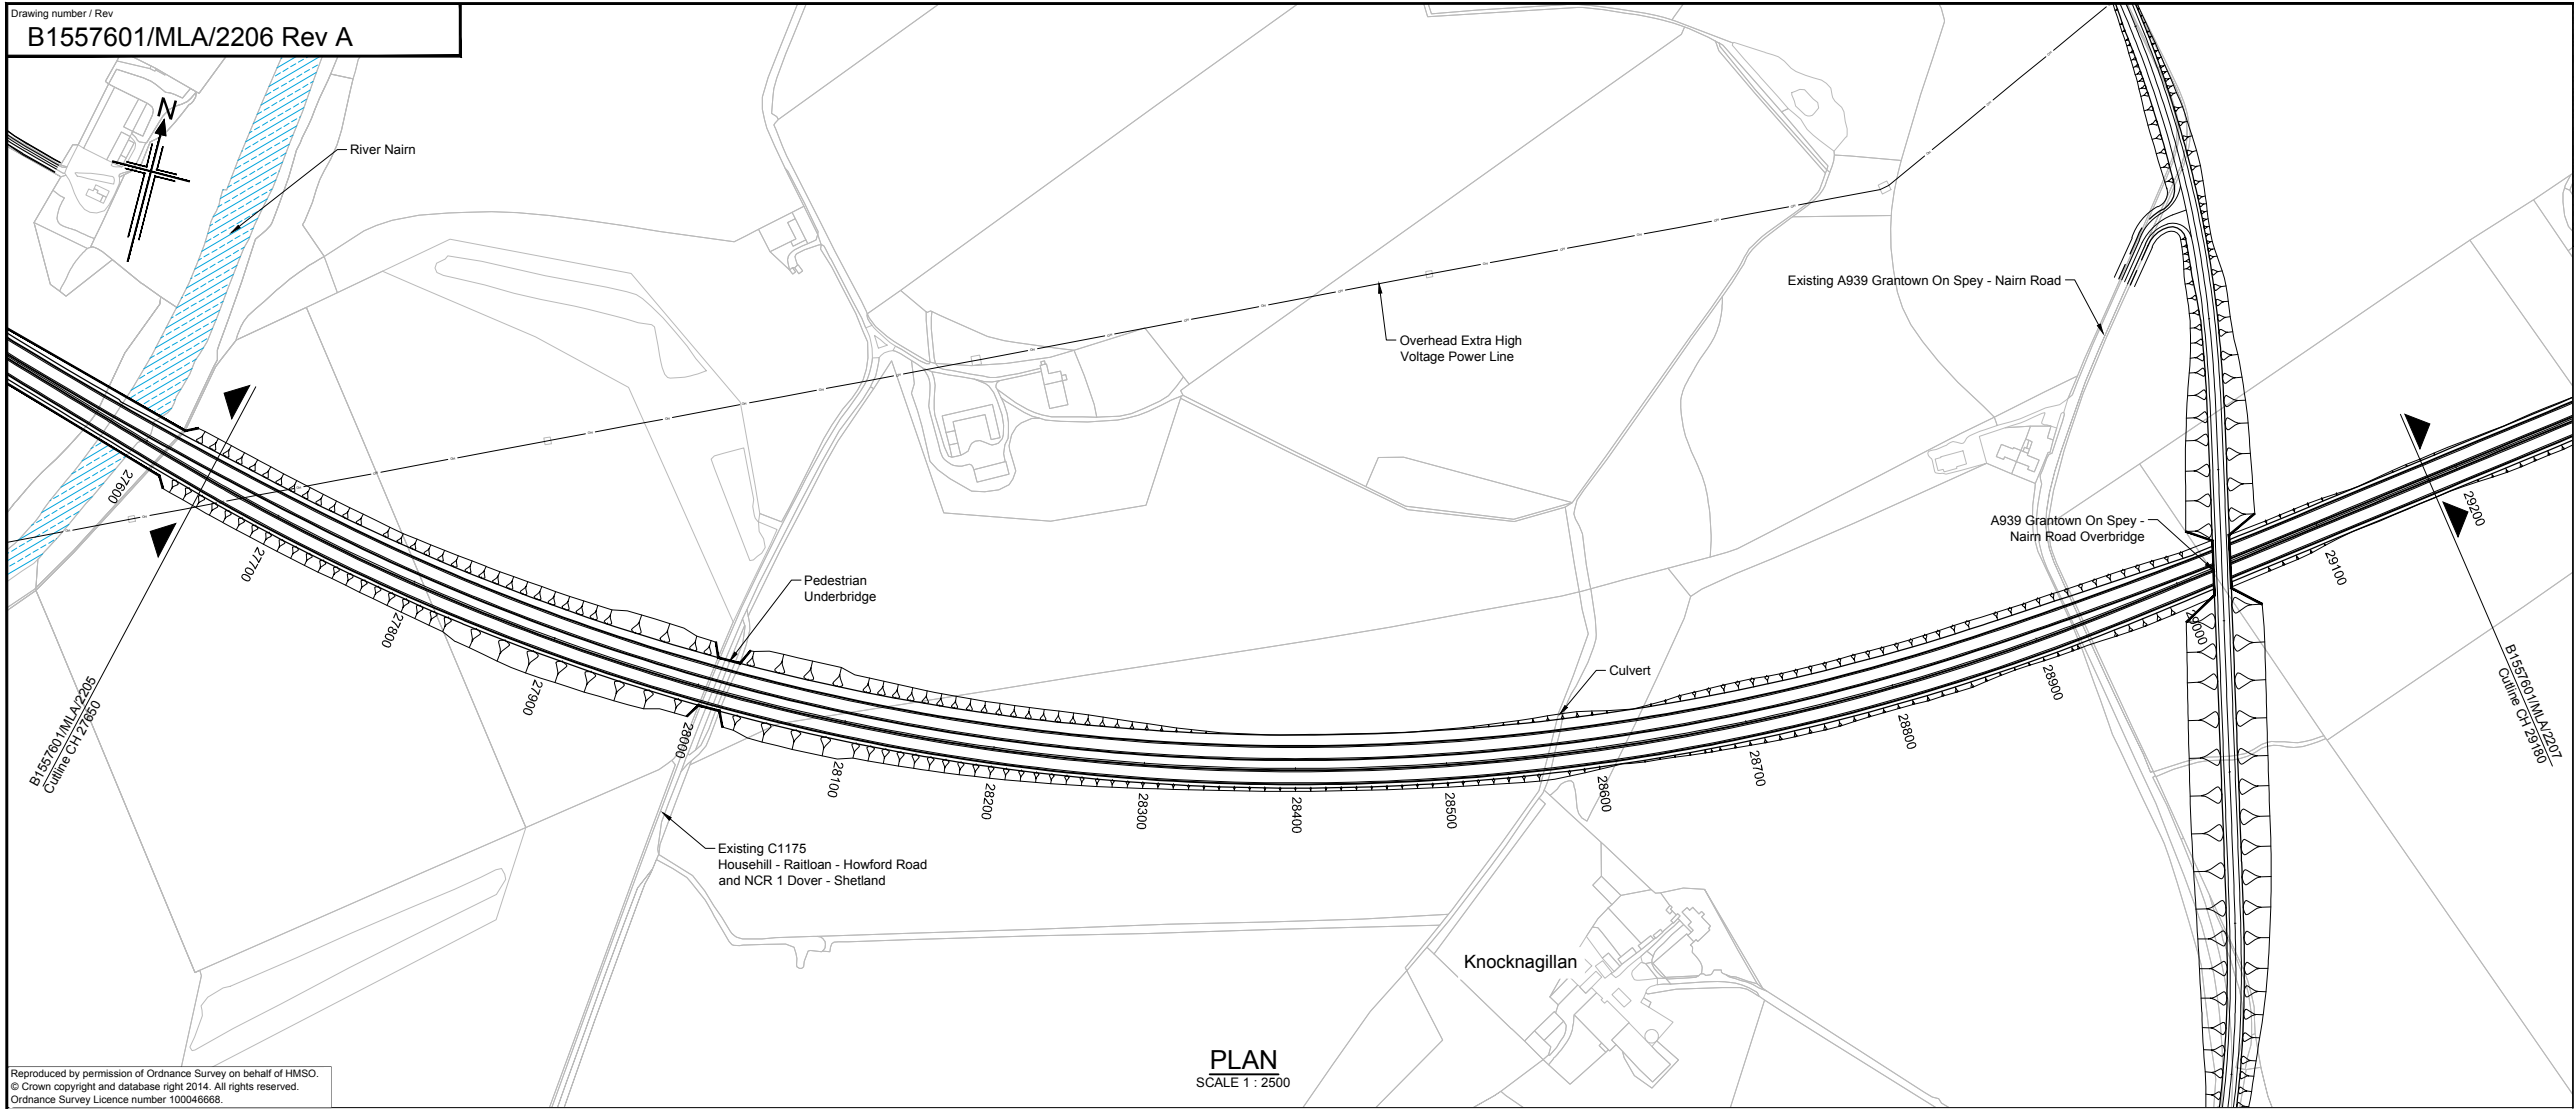 Drawing number / Rev
B1557601/MLA/2206 Rev A
N
River Nairn
Existing A939 Grantown On Spey - Nairn Road
Overhead Extra High
Voltage Power Line
A939 Grantown On Spey -
Nairn Road Overbridge
Pedestrian
Underbridge
Culvert
27600
27700
27800
27900
28000
28100
28200
28300
28400
28500
28600
28700
28800
28900
29000
29100
29200
B1557601/MLA/2205
Cutline CH 27650
B1557601/MLA/2207
Cutline CH 29180
Existing C1175
Househill - Raitloan - Howford Road
and NCR 1 Dover - Shetland
Knocknagillan
PLAN
SCALE 1 : 2500
Reproduced by permission of Ordnance Survey on behalf of HMSO.
© Crown copyright and database right 2014. All rights reserved.
Ordnance Survey Licence number 100046668.